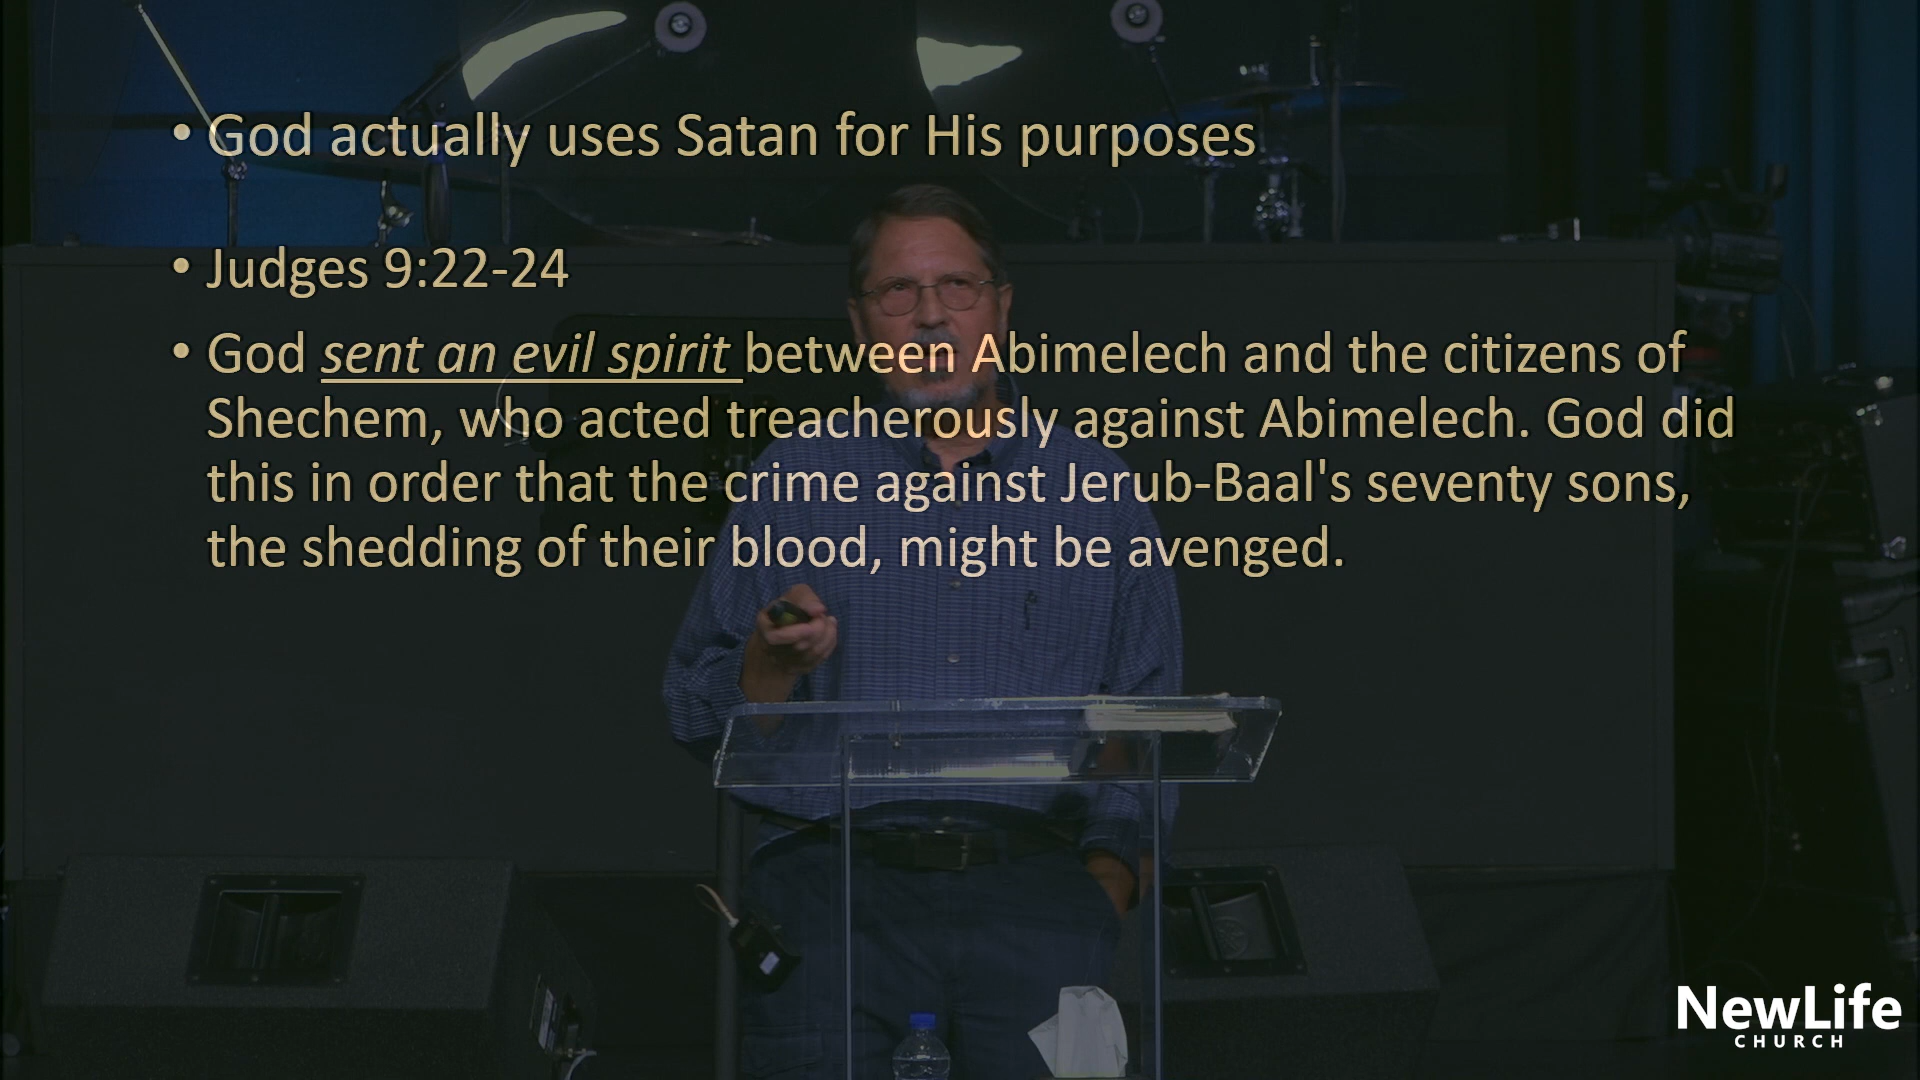 • God actually uses Satan for His purposes
• Judges 9:22-24
• God sent an evil spirit between Abimelech and the citizens of
Shechem, who acted treacherously against Abimelech. God did
this in order that the crime against Jerub-Baal's seventy sons,
the shedding of their blood, might be avenged.
NewLife
CHURCH